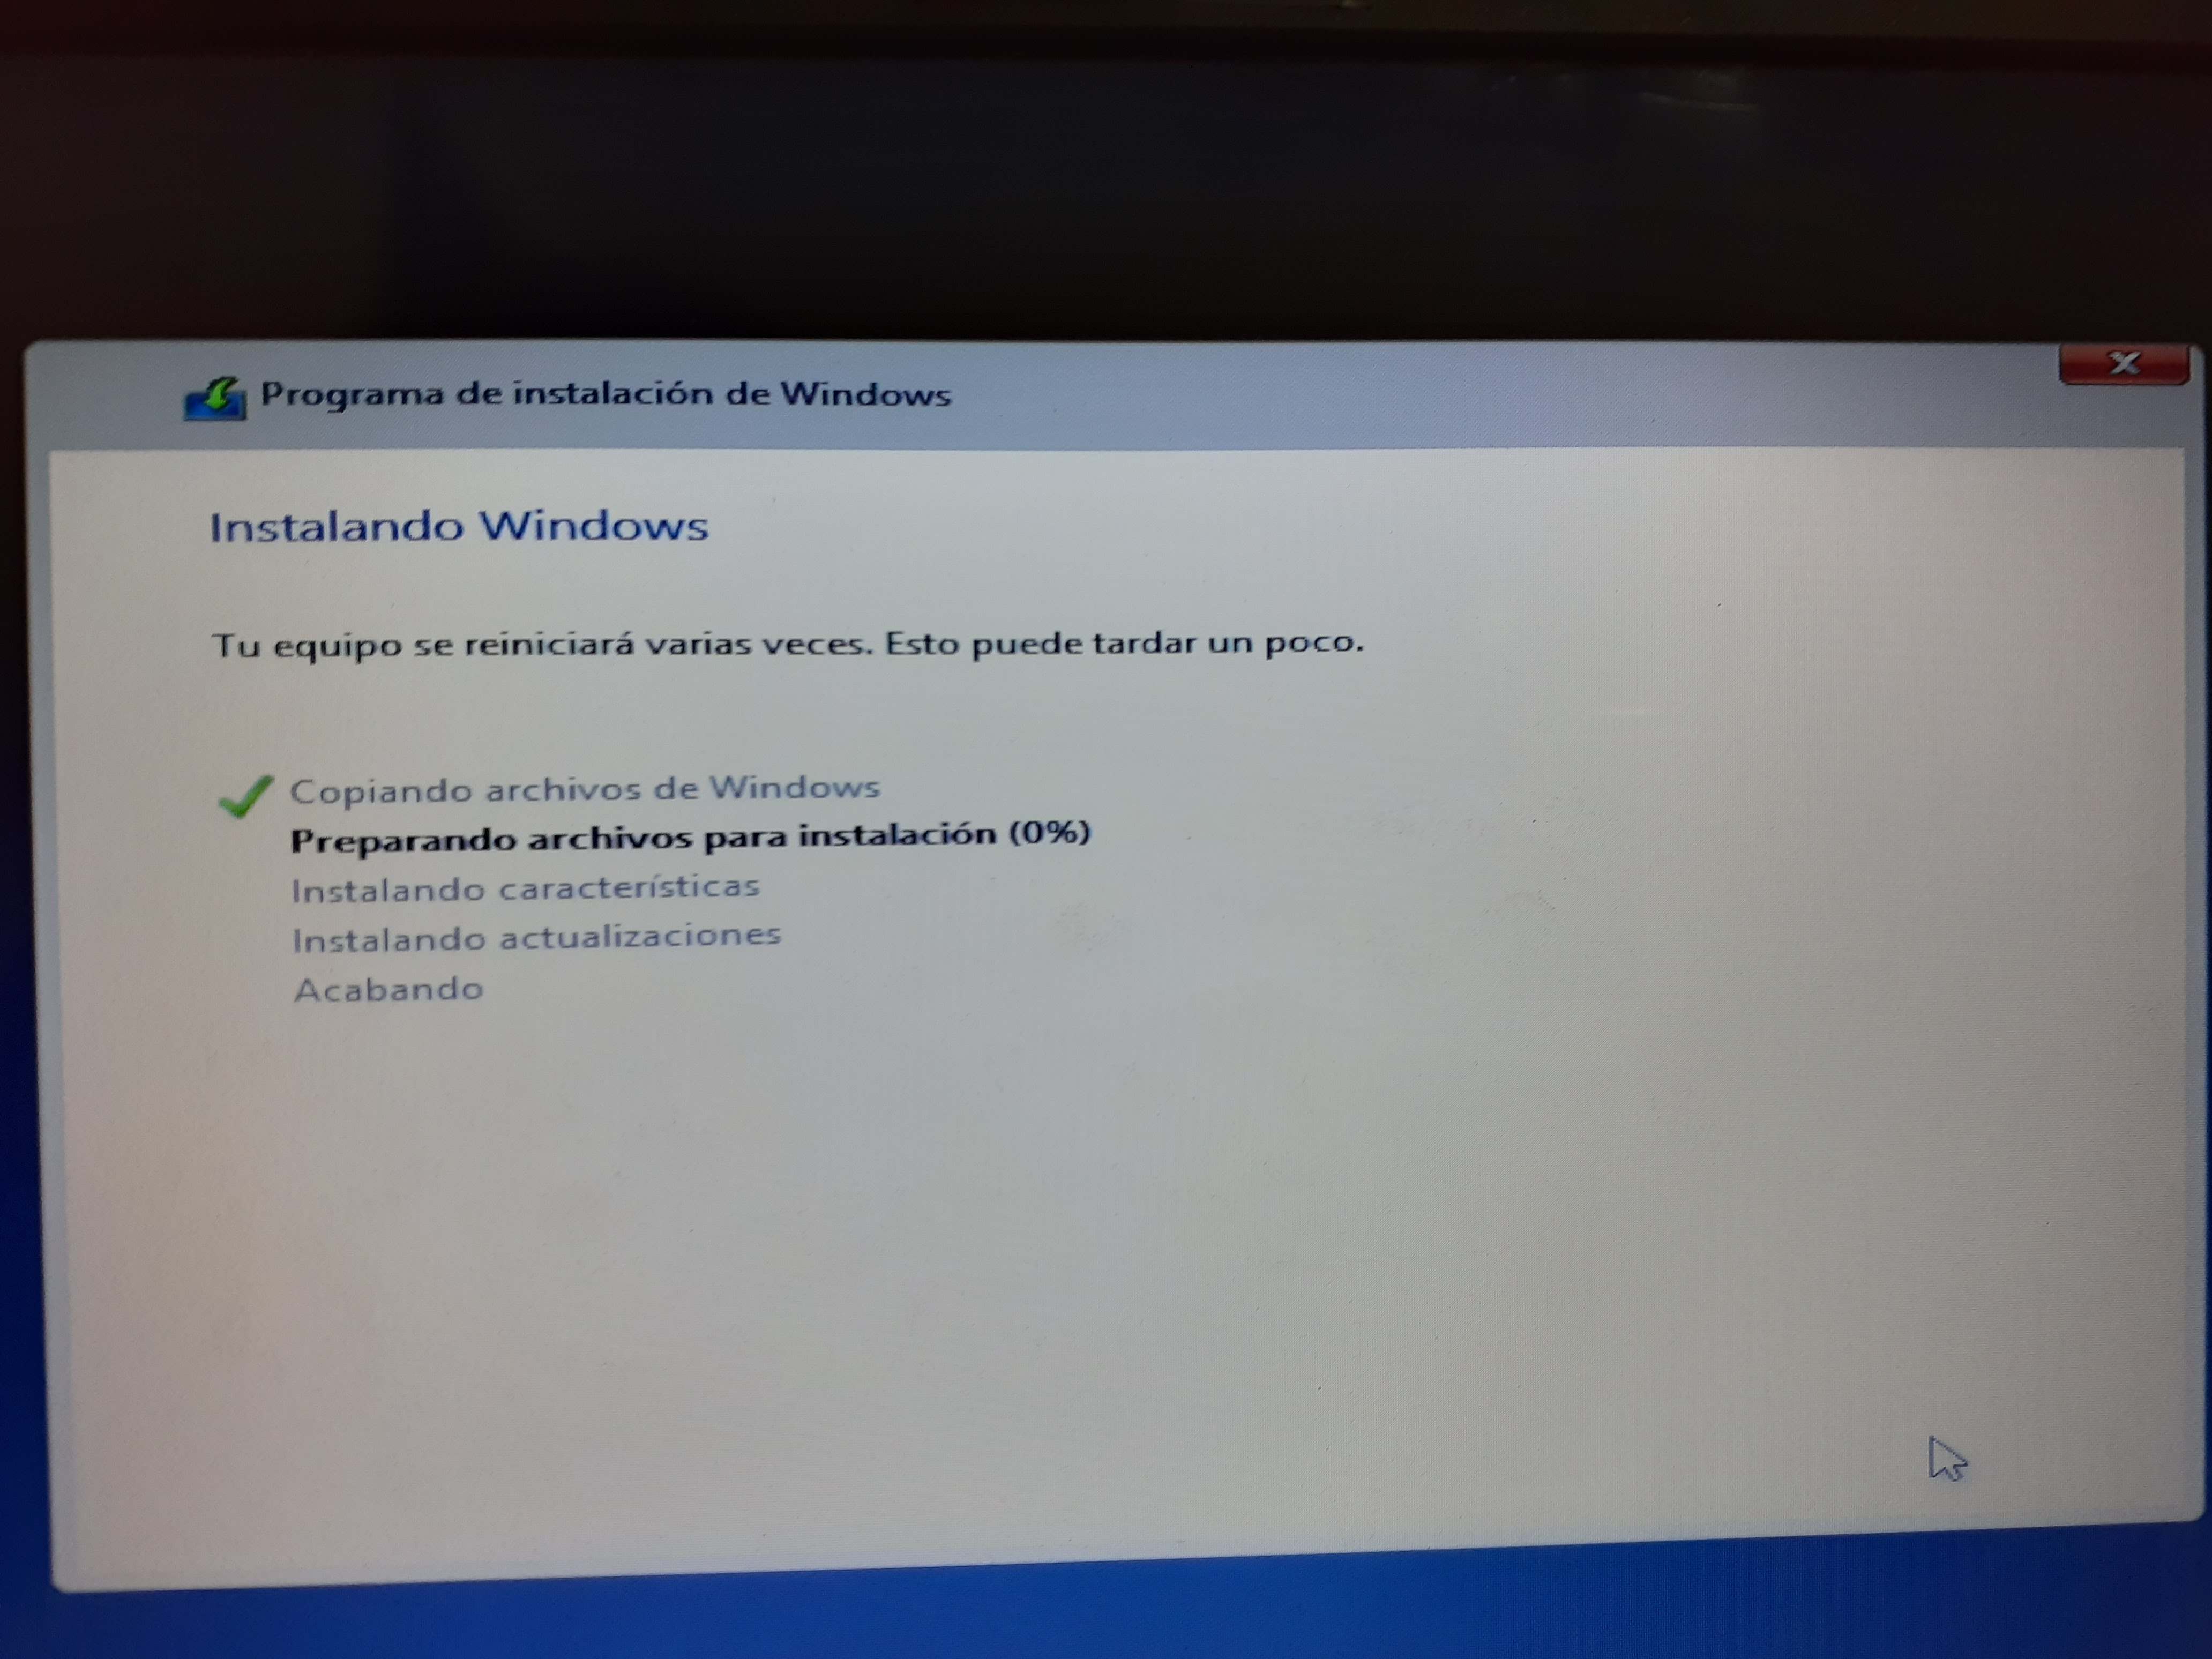 Programa de instalación de Windows
Instalando Windows
Tu equipo se reiniciará varias veces. Esto puede tardar un poco.
Copiando archivos de Windows
Preparando archivos para instalación (0%)
Instalando características
Instalando actualizaciones
Acabando